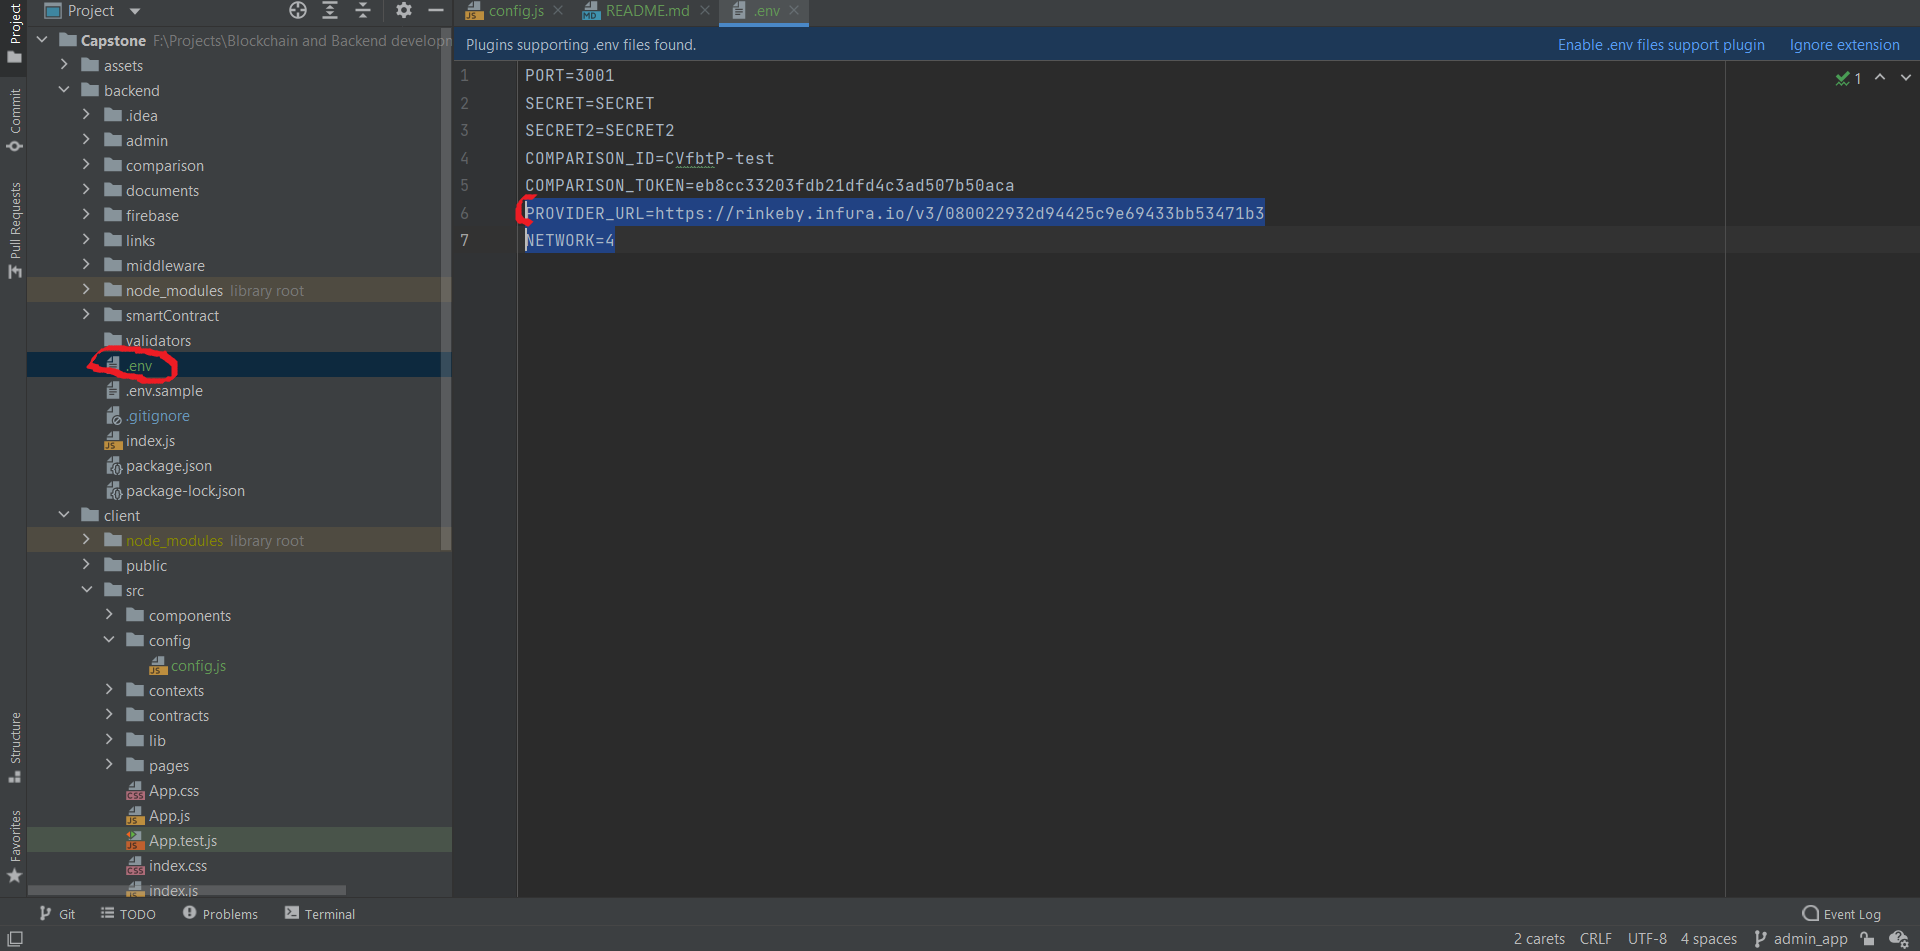 Project
config.js
README.md
.env
Project
Commit
Pull Requests
Structure
Favorites
Capstone F:\Projects\Blockchain and Backend developn
assets
backend
.idea
admin
comparison
documents
firebase
links
middleware
node_modules library root
smartContract
validators
.env
.env.sample
.gitignore
index.js
package.json
package-lock.json
client
node_modules library root
public
src
components
config
config.js
contexts
contracts
lib
pages
App.css
App.js
App.test.js
index.css
index.js
Plugins supporting .env files found.
Enable .env files support plugin
Ignore extension
1 PORT=3001
2 SECRET=SECRET
3 SECRET2=SECRET2
4 COMPARISON_ID=CVfbtP-test
5 COMPARISON_TOKEN=eb8cc33203fdb21dfd4c3ad507b50aca
6 PROVIDER_URL=https://rinkeby.infura.io/v3/080022932d94425c9e69433bb53471b3
7 NETWORK=4
1
Git
TODO
Problems
Terminal
Event Log
2 carets CRLF UTF-8 4 spaces admin_app